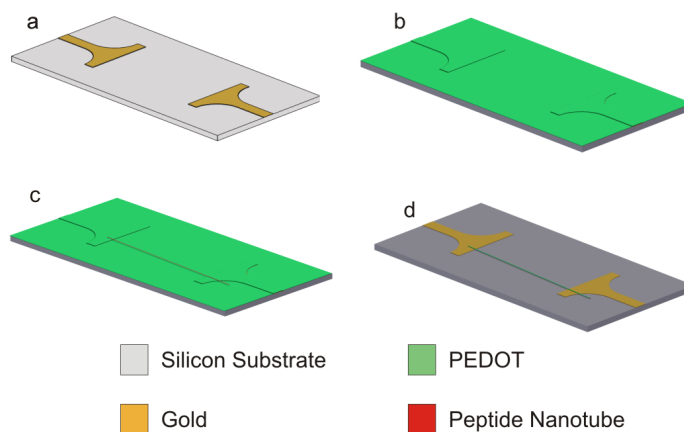 a
b
c
d
Silicon Substrate
PEDOT
Gold
Peptide Nanotube